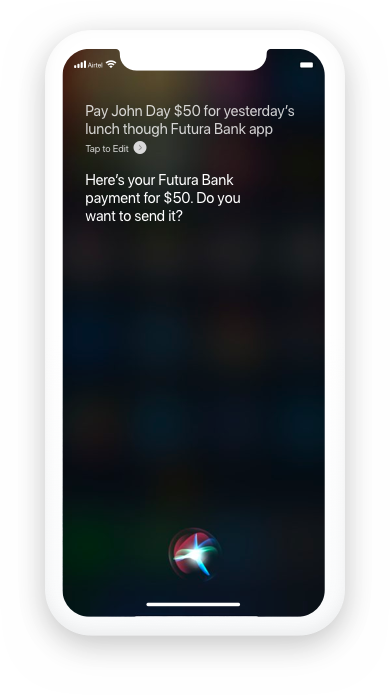 Airtel
Pay John Day $50 for yesterday's
lunch though Futura Bank app
Tap to Edit
Here's your Futura Bank
payment for $50. Do you
want to send it?